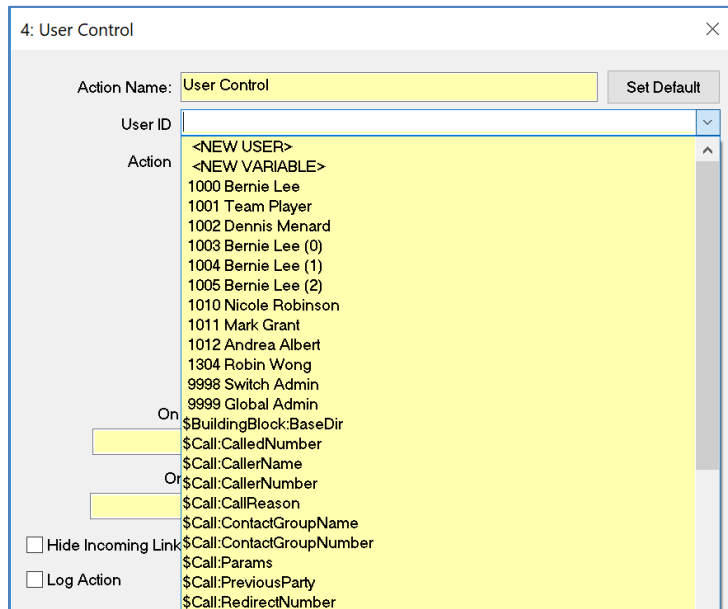 4: User Control
Action Name: User Control Set Default
User ID
<NEW USER>
Action <NEW VARIABLE>
1000 Bernie Lee
1001 Team Player
1002 Dennis Menard
1003 Bernie Lee (0)
1004 Bernie Lee (1)
1005 Bernie Lee (2)
1010 Nicole Robinson
1011 Mark Grant
1012 Andrea Albert
1304 Robin Wong
9998 Switch Admin
9999 Global Admin
On
$BuildingBlock:BaseDir
$Call:CalledNumber
$Call:CallerName
Or
$Call:CallerNumber
$Call:CallReason
$Call:ContactGroupName
Hide Incoming Link
$Call:ContactGroupNumber
$Call:Params
Log Action
$Call:PreviousParty
$Call:RedirectNumber